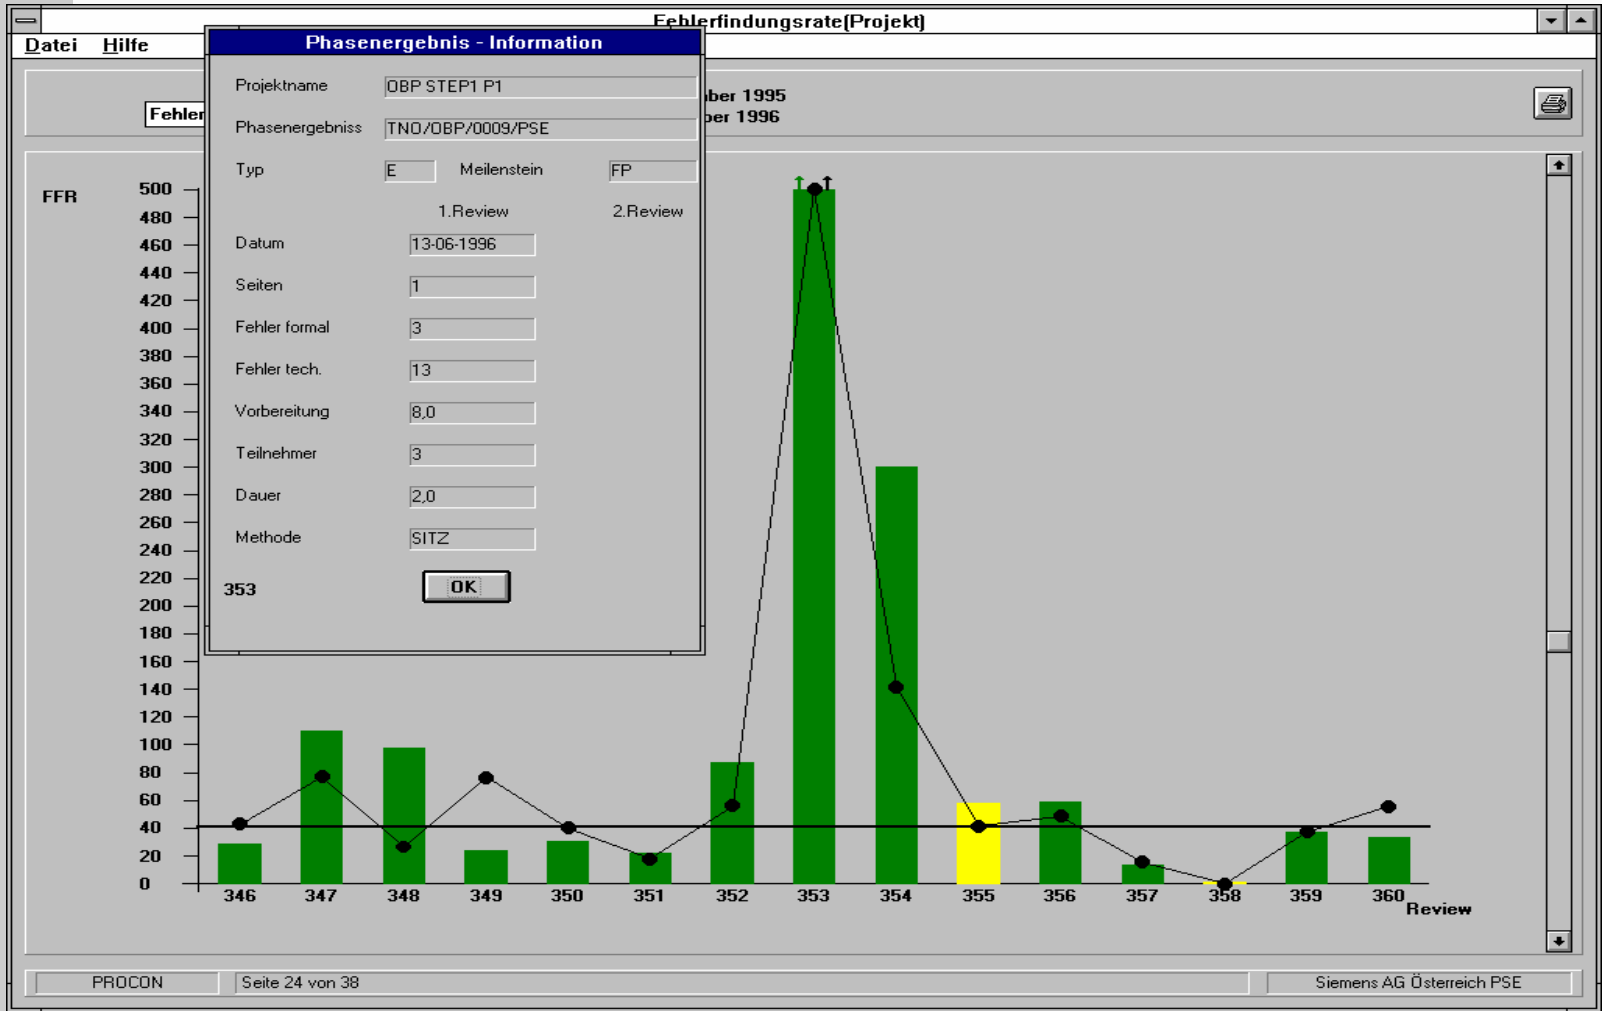 Fehlerfindungsrate(Projekt)
Datei Hilfe
Phasenergebnis - Information
Projektname OBP STEP1 P1
Phasenergebniss TNO/OBP/0009/PSE
Typ E Meilenstein FP
1.Review 2.Review
Datum 13-06-1996
Seiten 1
Fehler formal 3
Fehler tech. 13
Vorbereitung 8,0
Teilnehmer 3
Dauer 2,0
Methode SITZ
353 OK
Fehler
ber 1995
ber 1996
FFR
500
480
460
440
420
400
380
360
340
320
300
280
260
240
220
200
180
160
140
120
100
80
60
40
20
0
346 347 348 349 350 351 352 353 354 355 356 357 358 359 360
Review
PROCON Seite 24 von 38 Siemens AG Österreich PSE